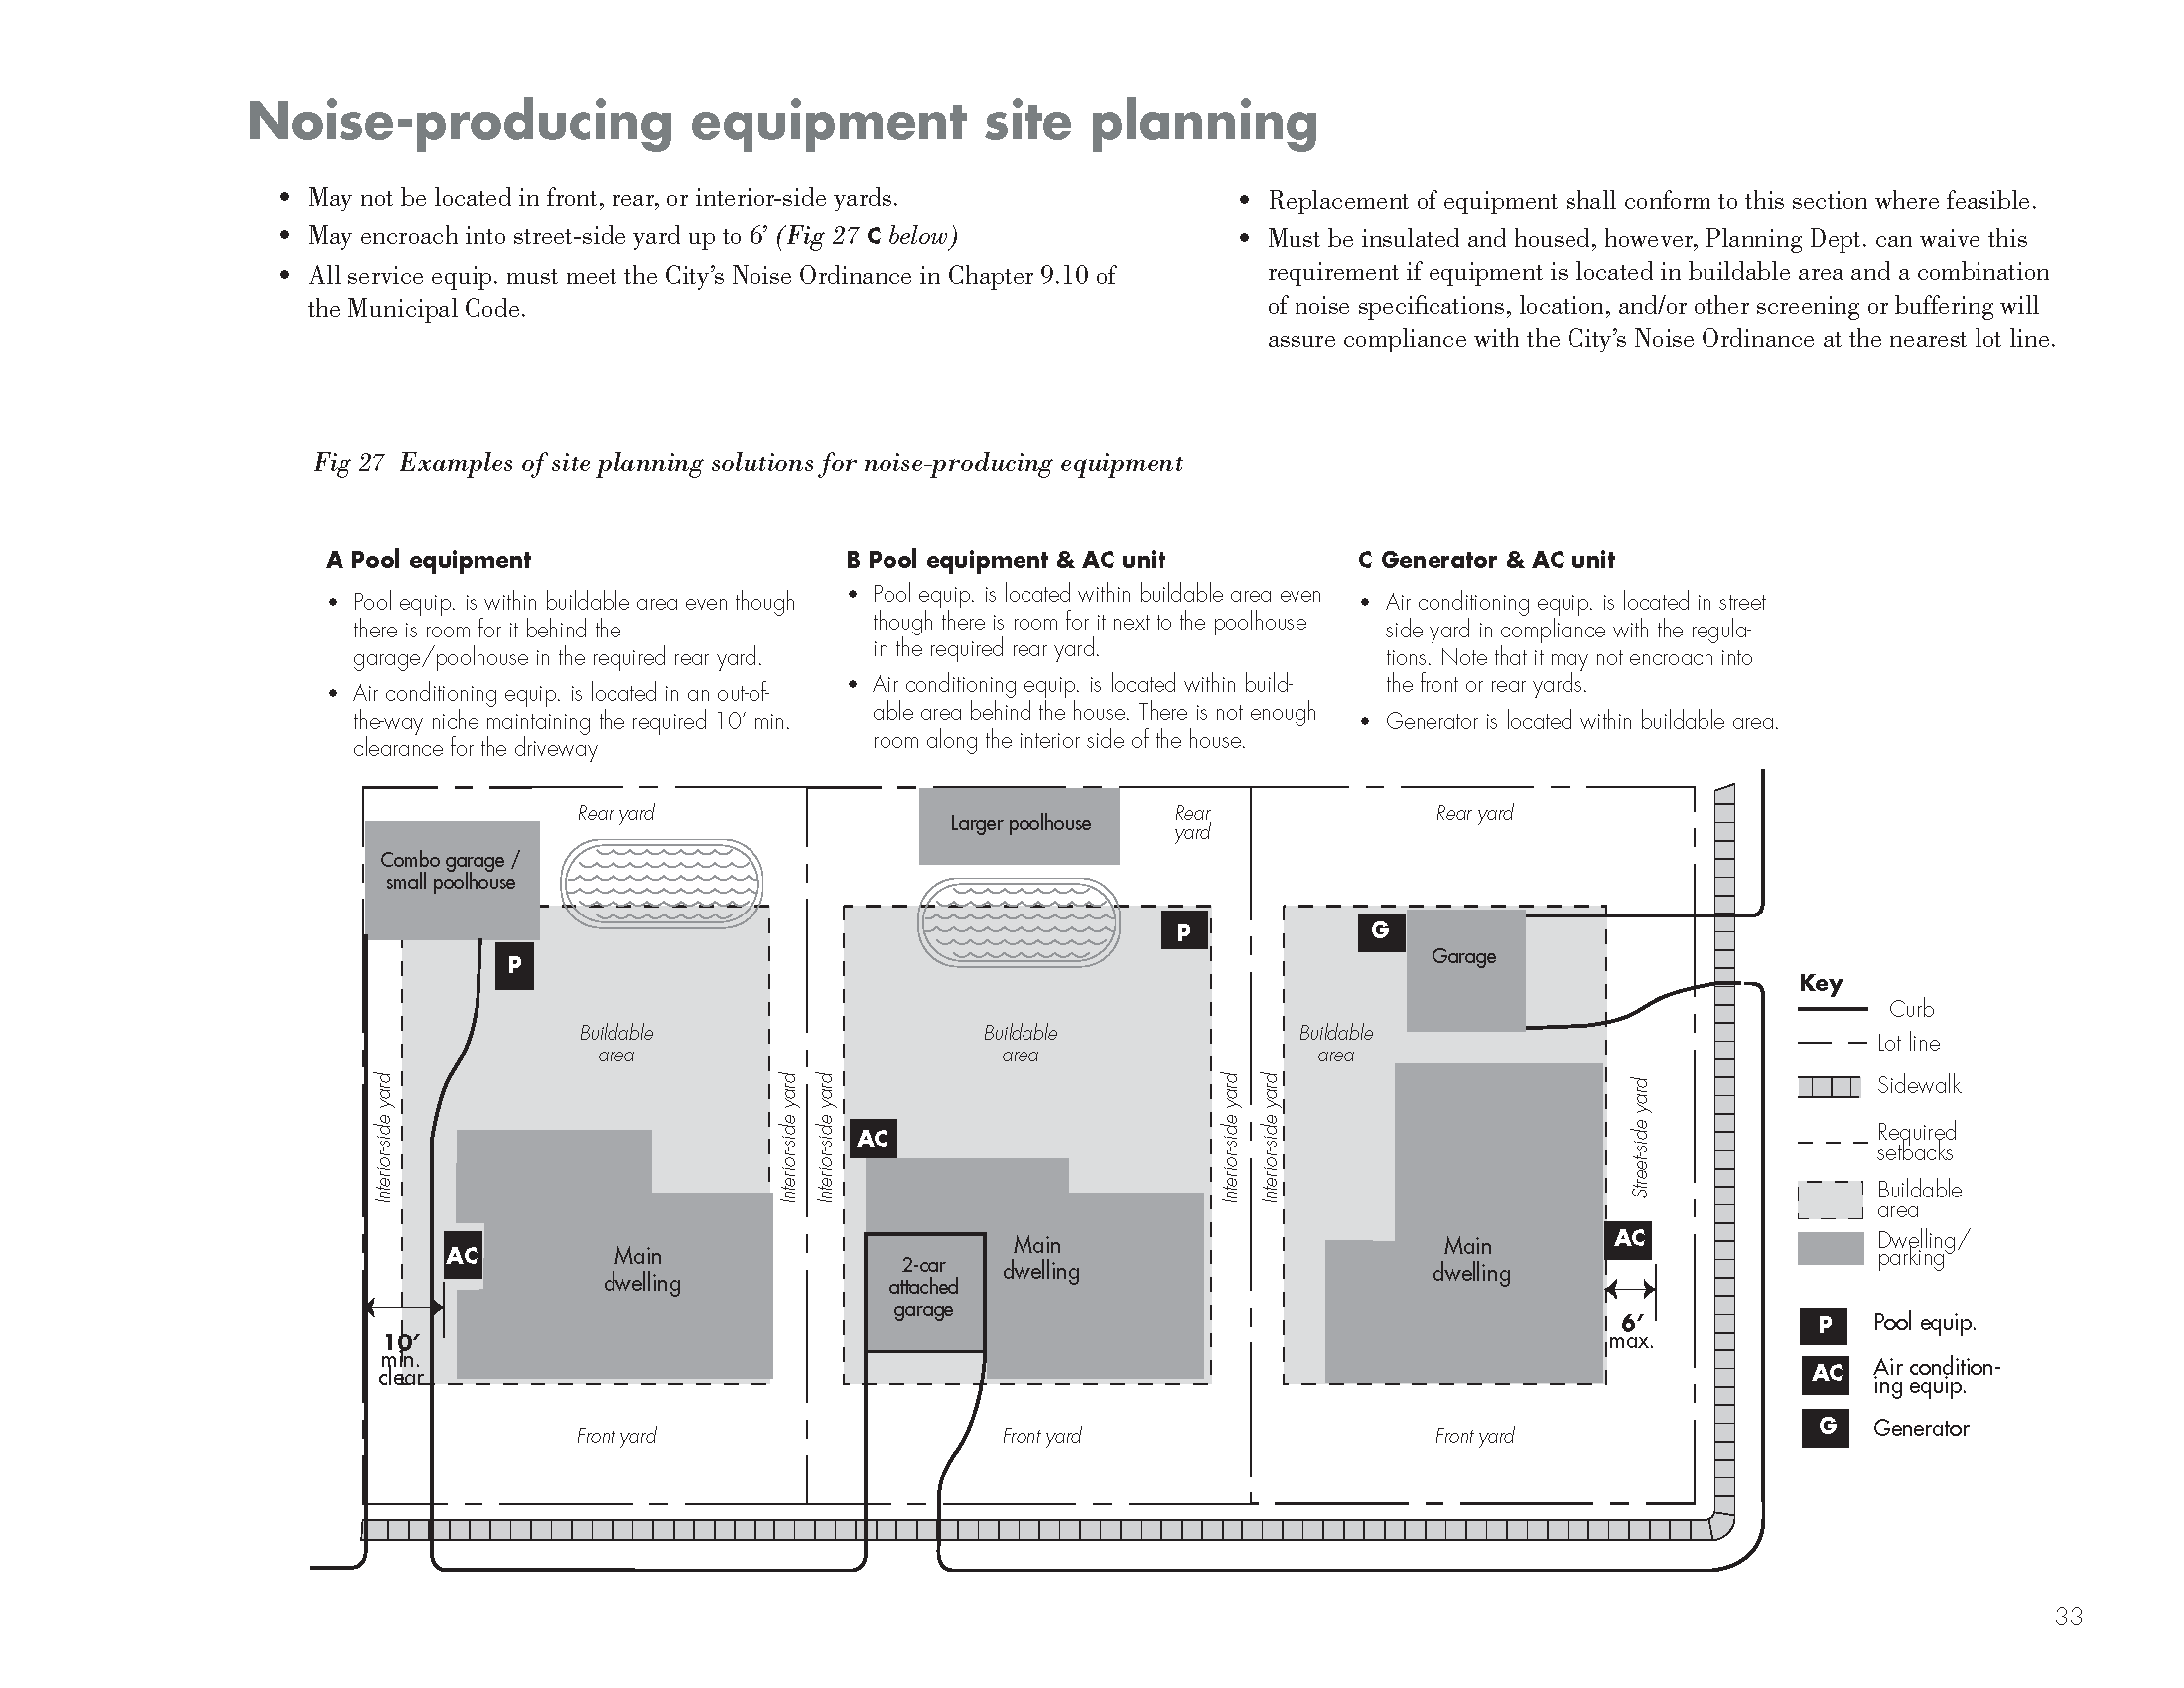 Noise-producing equipment site planning
• May not be located in front, rear, or interior-side yards.
• May encroach into street-side yard up to 6’ (Fig 27 C below)
• All service equip. must meet the City’s Noise Ordinance in Chapter 9.10 of
the Municipal Code.
• Replacement of equipment shall conform to this section where feasible.
• Must be insulated and housed, however, Planning Dept. can waive this
requirement if equipment is located in buildable area and a combination
of noise specifications, location, and/or other screening or buffering will
assure compliance with the City’s Noise Ordinance at the nearest lot line.
Fig 27 Examples of site planning solutions for noise-producing equipment
A Pool equipment
• Pool equip. is within buildable area even though
there is room for it behind the
garage/poolhouse in the required rear yard.
• Air conditioning equip. is located in an out-of-
the-way niche maintaining the required 10’ min.
clearance for the driveway
B Pool equipment & AC unit
• Pool equip. is located within buildable area even
though there is room for it next to the poolhouse
in the required rear yard.
• Air conditioning equip. is located within build-
able area behind the house. There is not enough
room along the interior side of the house.
C Generator & AC unit
• Air conditioning equip. is located in street
side yard in compliance with the regula-
tions. Note that it may not encroach into
the front or rear yards.
• Generator is located within buildable area.
Rear yard
Combo garage /
small poolhouse
P
Buildable
area
Interior-side yard
Interior-side yard
AC
Main
dwelling
10’
min.
clear
Front yard
Larger poolhouse
Rear
yard
P
Buildable
area
Interior-side yard
Interior-side yard
AC
2-car
attached
garage
Main
dwelling
Front yard
Rear yard
G
Garage
Buildable
area
Interior-side yard
Street-side yard
Main
dwelling
AC
6’
max.
Front yard
Key
Curb
Lot line
Sidewalk
Required
setbacks
Buildable
area
Dwelling/
parking
P Pool equip.
AC Air condition-
ing equip.
G Generator
33